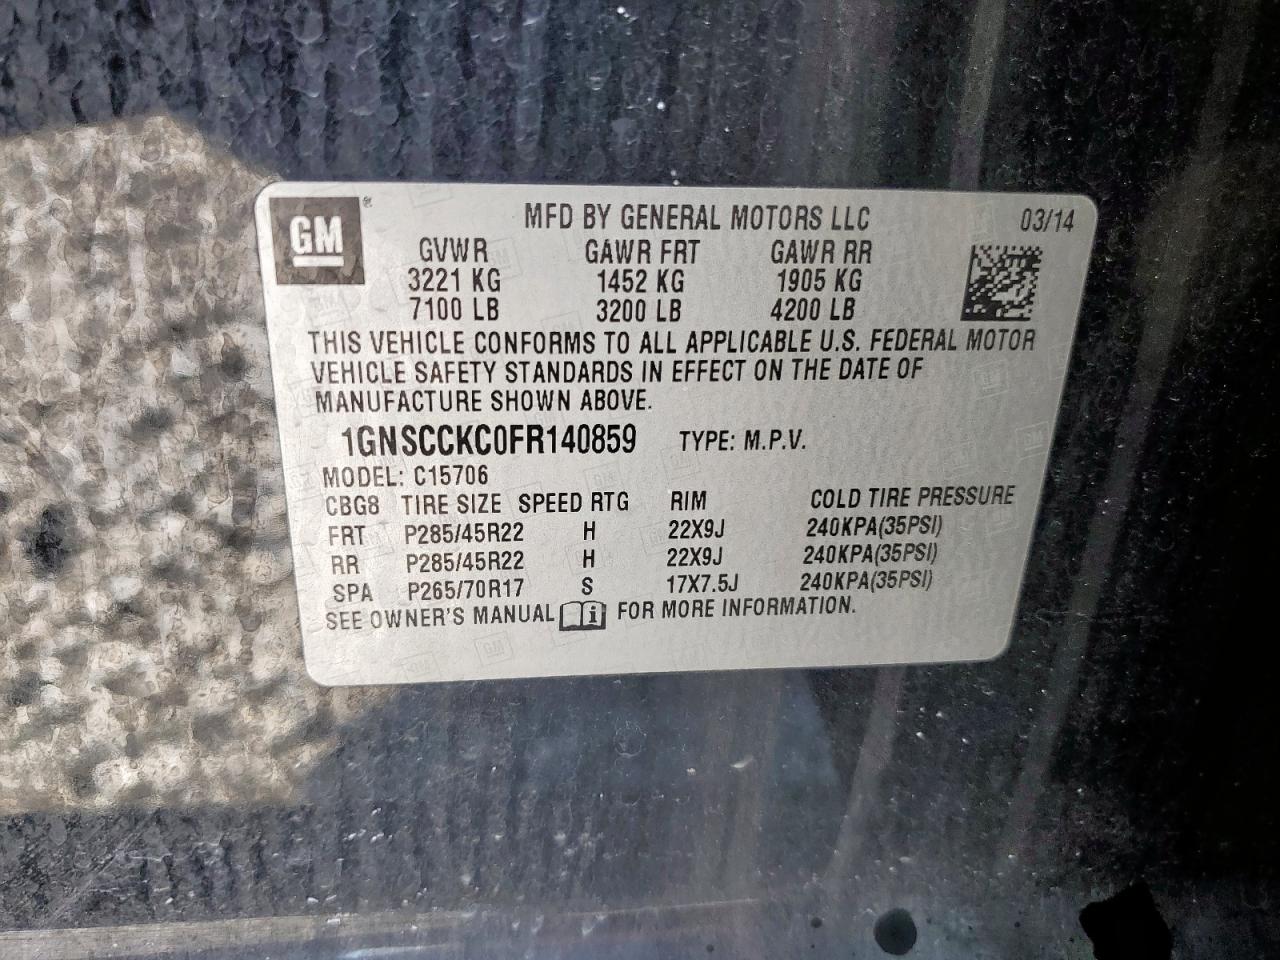 GM®
MFD BY GENERAL MOTORS LLC 03/14
GVWR GAWR FRT GAWR RR
3221 KG 1452 KG 1905 KG
7100 LB 3200 LB 4200 LB
THIS VEHICLE CONFORMS TO ALL APPLICABLE U.S. FEDERAL MOTOR
VEHICLE SAFETY STANDARDS IN EFFECT ON THE DATE OF
MANUFACTURE SHOWN ABOVE.
1GNSCCKC0FR140859 TYPE: M.P.V.
MODEL: C15706
CBG8 TIRE SIZE SPEED RTG RIM COLD TIRE PRESSURE
FRT P285/45R22 H 22X9J 240KPA(35PSI)
RR P285/45R22 H 22X9J 240KPA(35PSI)
SPA P265/70R17 S 17X7.5J 240KPA(35PSI)
SEE OWNER'S MANUAL i FOR MORE INFORMATION.